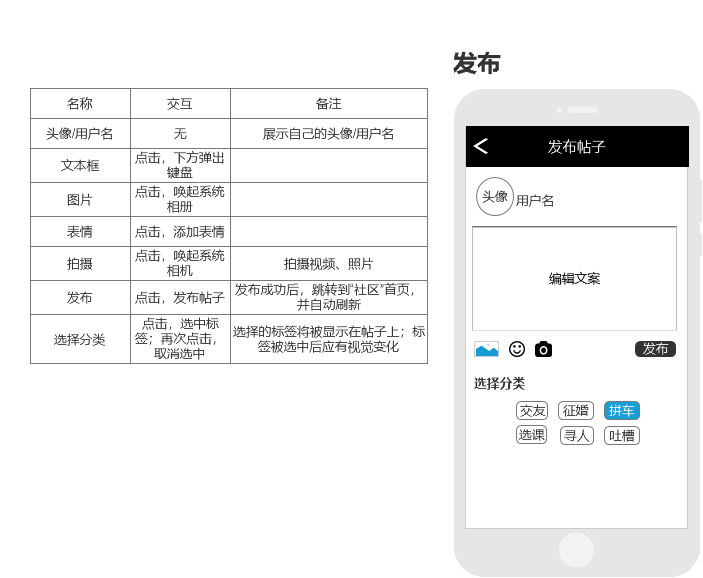 发布
名称 交互 备注
头像/用户名 无 展示自己的头像/用户名
文本框 点击，下方弹出
键盘
图片 点击，唤起系统
相册
表情 点击，添加表情
拍摄 点击，唤起系统
相机
拍摄视频、照片
发布 点击，发布帖子
发布成功后，跳转到“社区”首页，
并自动刷新
选择分类
点击，选中标
签；再次点击，
取消选中
选择的标签将被显示在帖子上；标
签被选中后应有视觉变化
发布帖子
头像 用户名
编辑文案
发布
选择分类
交友 征婚 拼车
选课 寻人 吐槽